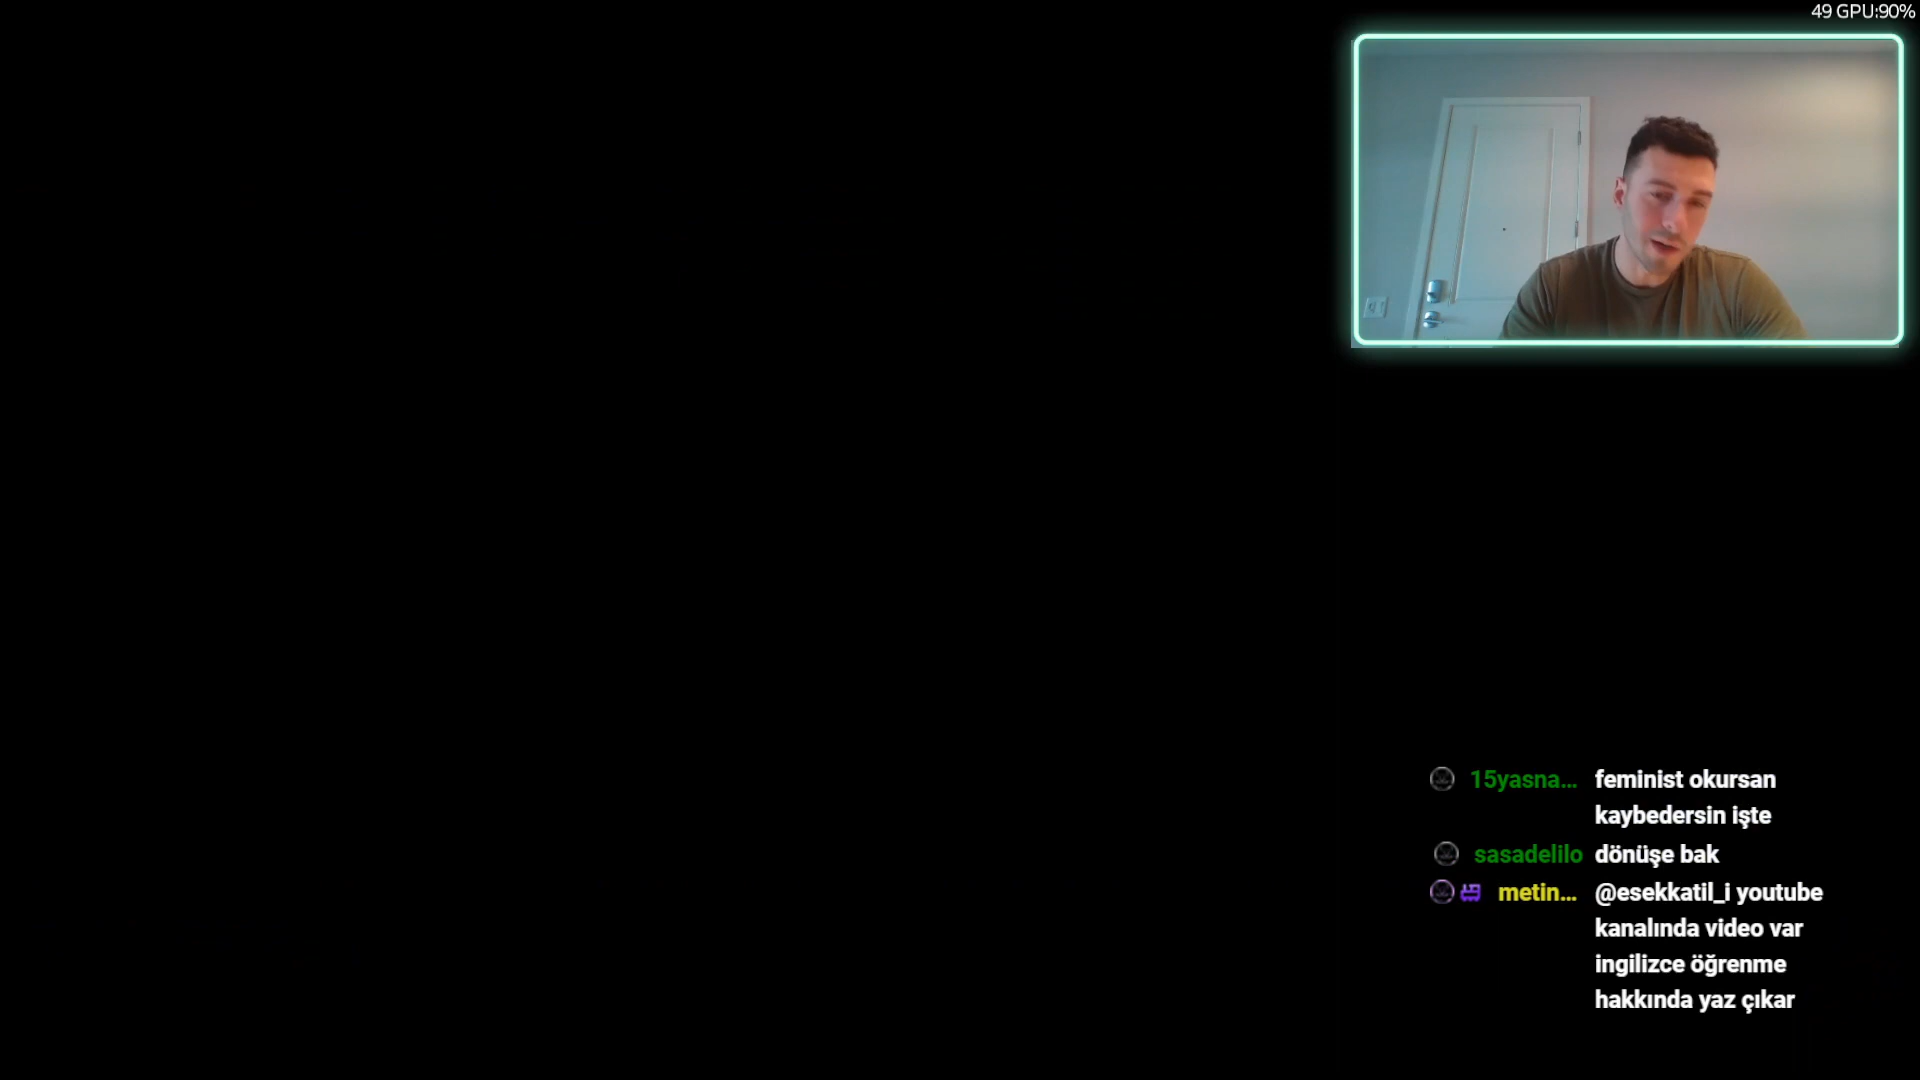 49 GPU:90%
15yasna... feminist okursan
kaybedersin işte
sasadelilo dönüşe bak
metin... @esekkatil_i youtube
kanalında video var
ingilizce öğrenme
hakkında yaz çıkar